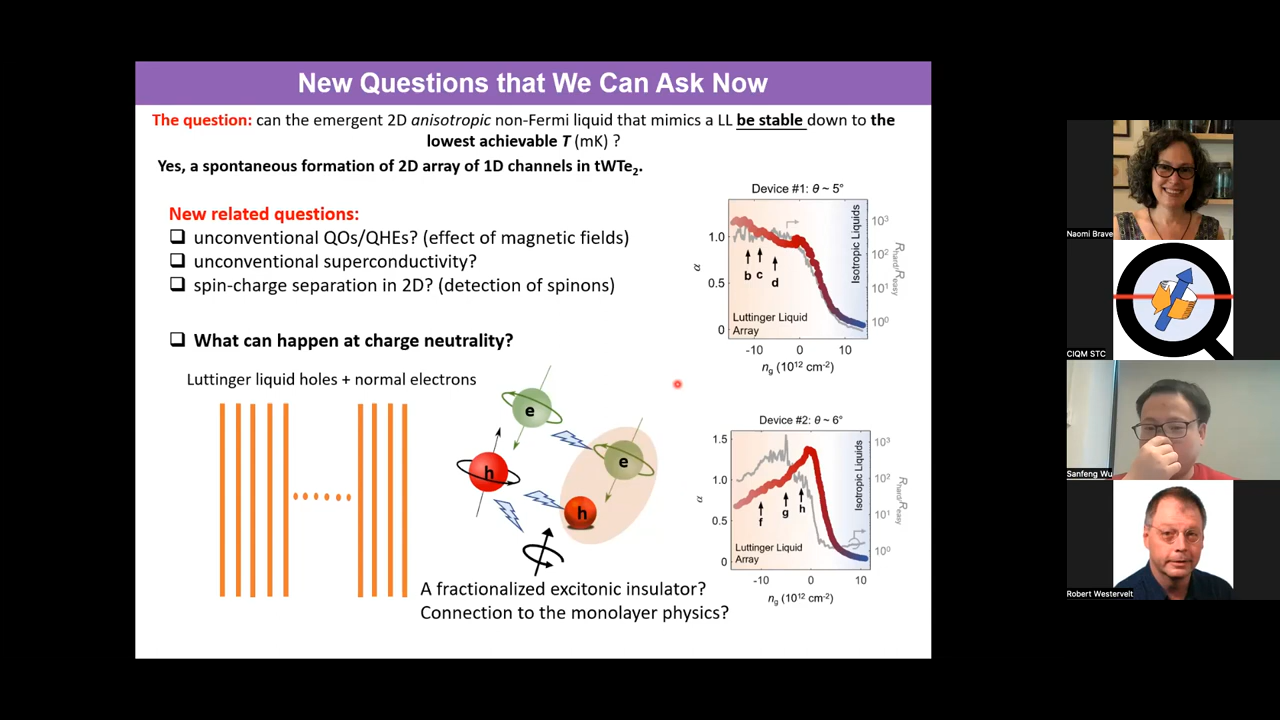 New Questions that We Can Ask Now
The question: can the emergent 2D anisotropic non-Fermi liquid that mimics a LL be stable down to the
lowest achievable T (mK) ?
Yes, a spontaneous formation of 2D array of 1D channels in tWTe2.
New related questions:
unconventional QOs/QHEs? (effect of magnetic fields)
unconventional superconductivity?
spin-charge separation in 2D? (detection of spinons)
What can happen at charge neutrality?
Luttinger liquid holes + normal electrons
e
h
e
h
A fractionalized excitonic insulator?
Connection to the monolayer physics?
Device #1: θ ~ 5°
1.0
0.5
0
α
b c d
Luttinger Liquid
Array
Isotropic Liquids
10³
10²
10¹
10⁰
Rhard/Reasy
-10 0 10
ng (10¹² cm⁻²)
Device #2: θ ~ 6°
1.5
1.0
0.5
0
α
f g h
Luttinger Liquid
Array
Isotropic Liquids
10³
10²
10¹
10⁰
Rhard/Reasy
-10 0 10
ng (10¹² cm⁻²)
Naomi Brave
CIQM STC
Sanfeng Wu
Robert Westervelt